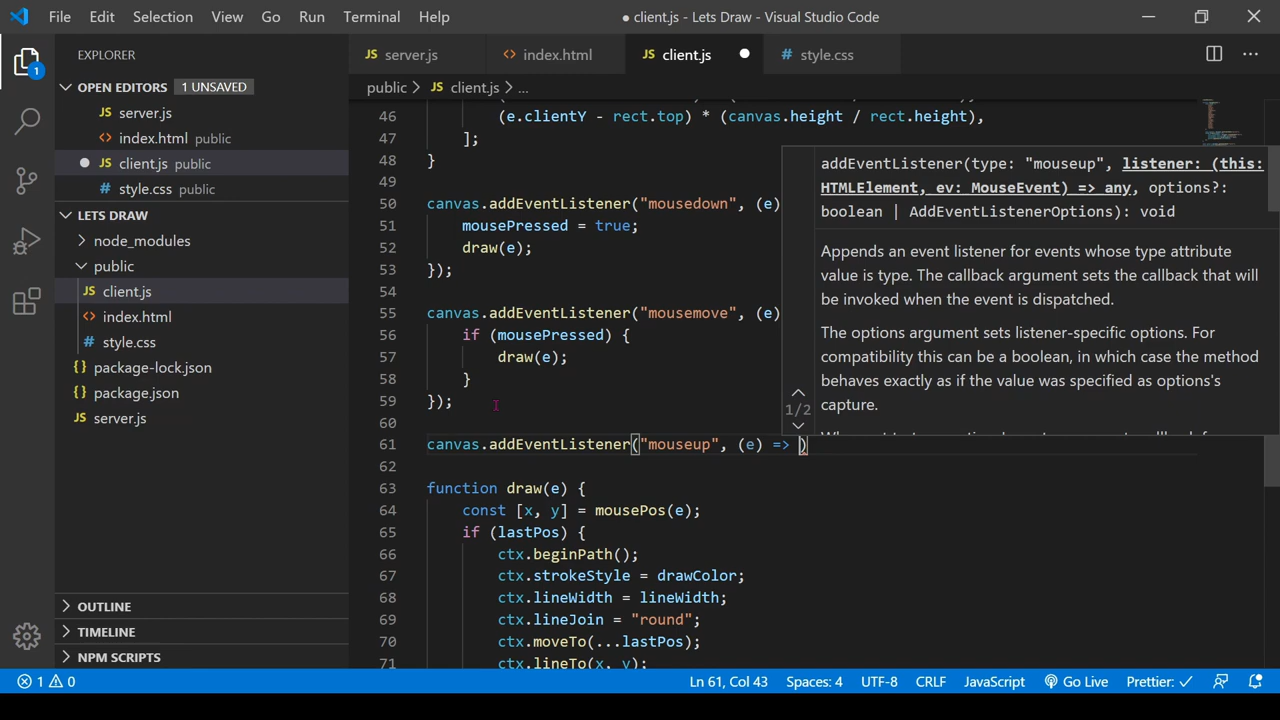 File Edit Selection View Go Run Terminal Help ● client.js - Lets Draw - Visual Studio Code
1
EXPLORER
OPEN EDITORS 1 UNSAVED
JS server.js
<> index.html public
● JS client.js public
# style.css public
LETS DRAW
node_modules
public
JS client.js
<> index.html
# style.css
{} package-lock.json
{} package.json
JS server.js
OUTLINE
TIMELINE
NPM SCRIPTS
JS server.js <> index.html JS client.js ● # style.css
public > JS client.js > ...
46 (e.clientY - rect.top) * (canvas.height / rect.height),
47 ];
48 }
49
50 canvas.addEventListener("mousedown", (e)
51 mousePressed = true;
52 draw(e);
53 });
54
55 canvas.addEventListener("mousemove", (e)
56 if (mousePressed) {
57 draw(e);
58 }
59 });
60
61 canvas.addEventListener("mouseup", (e) => )
62
63 function draw(e) {
64 const [x, y] = mousePos(e);
65 if (lastPos) {
66 ctx.beginPath();
67 ctx.strokeStyle = drawColor;
68 ctx.lineWidth = lineWidth;
69 ctx.lineJoin = "round";
70 ctx.moveTo(...lastPos);
71 ctx.lineTo(x, y);
addEventListener(type: "mouseup", listener: (this:
HTMLElement, ev: MouseEvent) => any, options?:
boolean | AddEventListenerOptions): void
Appends an event listener for events whose type attribute
value is type. The callback argument sets the callback that will
be invoked when the event is dispatched.
The options argument sets listener-specific options. For
compatibility this can be a boolean, in which case the method
behaves exactly as if the value was specified as options's
capture.
1/2
1 0 Ln 61, Col 43 Spaces: 4 UTF-8 CRLF JavaScript Go Live Prettier: ✓